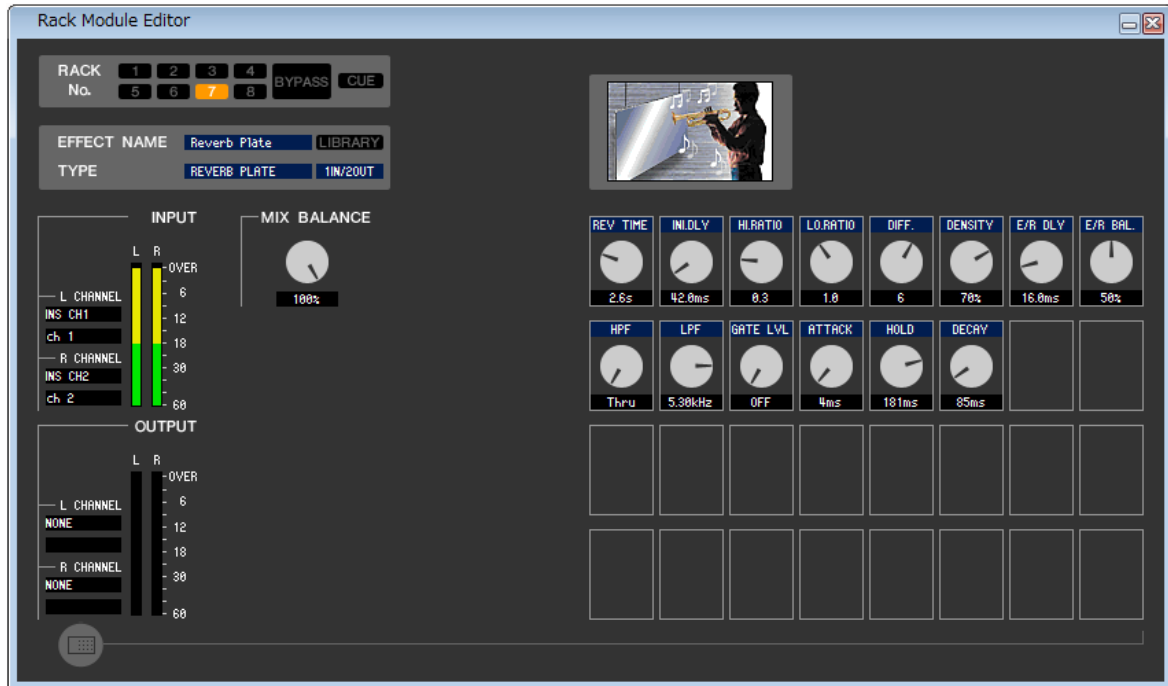 Rack Module Editor
RACK No.
1 2 3 4
5 6 7 8
BYPASS
CUE
EFFECT NAME
Reverb Plate
LIBRARY
TYPE
REVERB PLATE
1IN/2OUT
INPUT
L R
OVER
6
12
18
30
60
L CHANNEL
INS CH1
ch 1
R CHANNEL
INS CH2
ch 2
MIX BALANCE
100%
REV TIME INI.DLY HI.RATIO LO.RATIO DIFF. DENSITY E/R DLY E/R BAL.
2.6s 42.0ms 0.3 1.0 6 70% 16.0ms 50%
HPF LPF GATE LVL ATTACK HOLD DECAY
Thru 5.30kHz OFF 4ms 181ms 85ms
OUTPUT
L R
OVER
6
12
18
30
60
L CHANNEL
NONE
R CHANNEL
NONE